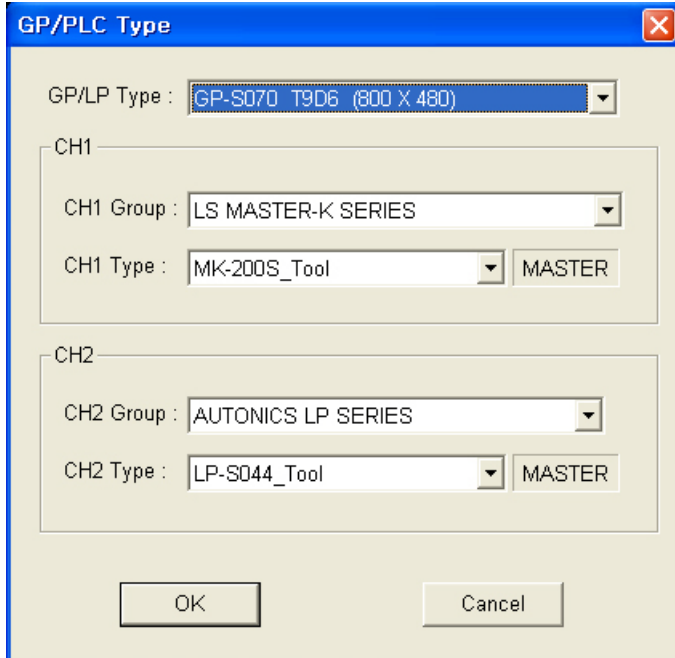 GP/PLC Type
GP/LP Type : GP-S070 T9D6 (800 X 480)
CH1
CH1 Group : LS MASTER-K SERIES
CH1 Type : MK-200S_Tool MASTER
CH2
CH2 Group : AUTONICS LP SERIES
CH2 Type : LP-S044_Tool MASTER
OK Cancel